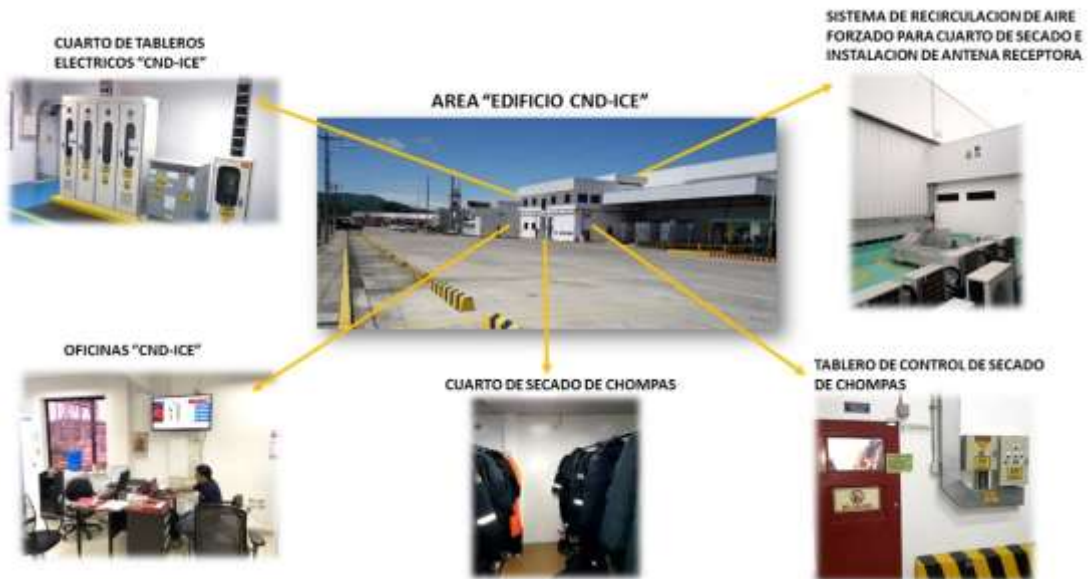 CUARTO DE TABLEROS
ELECTRICOS "CND-ICE"
SISTEMA DE RECIRCULACION DE AIRE
FORZADO PARA CUARTO DE SECADO E
INSTALACION DE ANTENA RECEPTORA
AREA "EDIFICIO CND-ICE"
OFICINAS "CND-ICE"
CUARTO DE SECADO DE CHOMPAS
TABLERO DE CONTROL DE SECADO
DE CHOMPAS